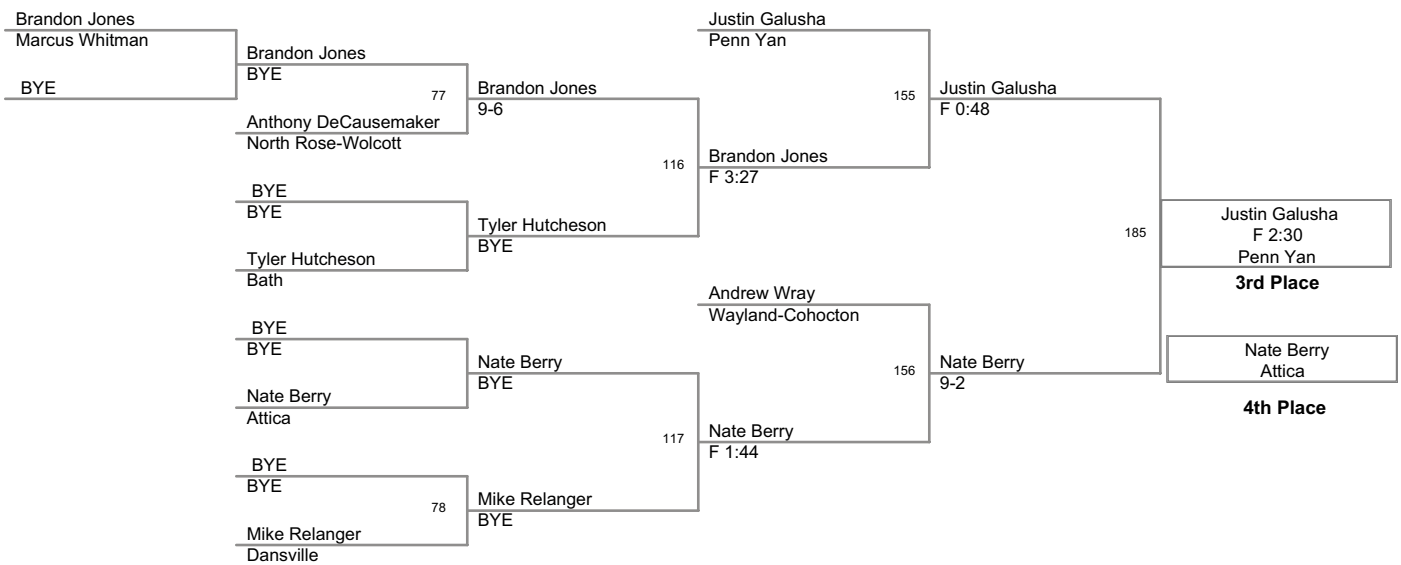 Brandon Jones
Marcus Whitman
BYE
Brandon Jones
BYE
77
Anthony DeCausemaker
North Rose-Wolcott
BYE
BYE
Tyler Hutcheson
Bath
BYE
BYE
Nate Berry
Attica
BYE
BYE
78
Mike Relanger
Dansville
Brandon Jones
9-6
116
Tyler Hutcheson
BYE
Nate Berry
BYE
117
Mike Relanger
BYE
Justin Galusha
Penn Yan
155
Brandon Jones
F 3:27
Andrew Wray
Wayland-Cohocton
156
Nate Berry
F 1:44
Justin Galusha
F 0:48
185
Nate Berry
9-2
Justin Galusha
F 2:30
Penn Yan
3rd Place
Nate Berry
Attica
4th Place